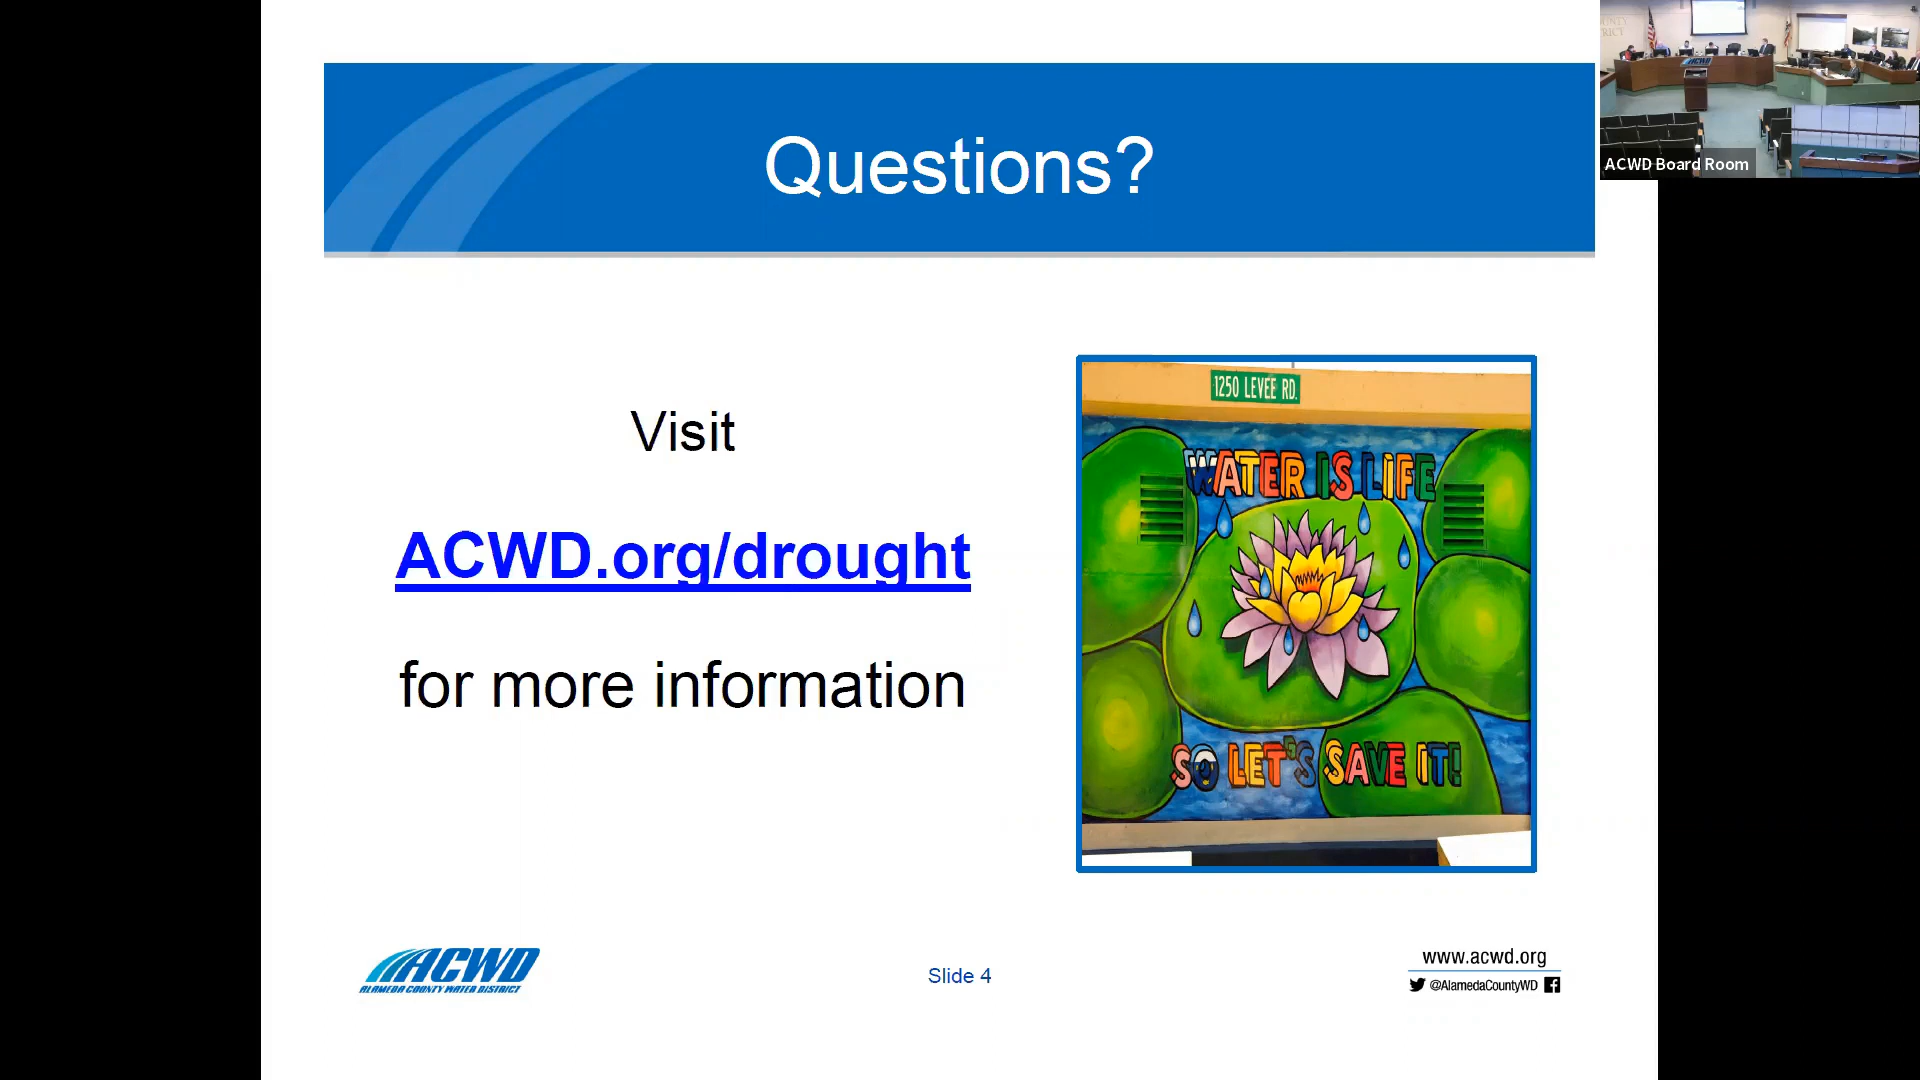 Questions?
Visit
ACWD.org/drought
for more information
1250 LEVEE RD.
WATER IS LIFE
SO LET'S SAVE IT!
ACWD
ALAMEDA COUNTY WATER DISTRICT
Slide 4
www.acwd.org
@AlamedaCountyWD
ACWD
ACWD Board Room